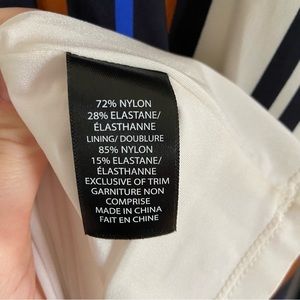 72% NYLON
28% ELASTANE/
ÉLASTHANNE
LINING/ DOUBLURE
85% NYLON
15% ELASTANE/
ÉLASTHANNE
EXCLUSIVE OF TRIM
GARNITURE NON
COMPRISE
MADE IN CHINA
FAIT EN CHINE